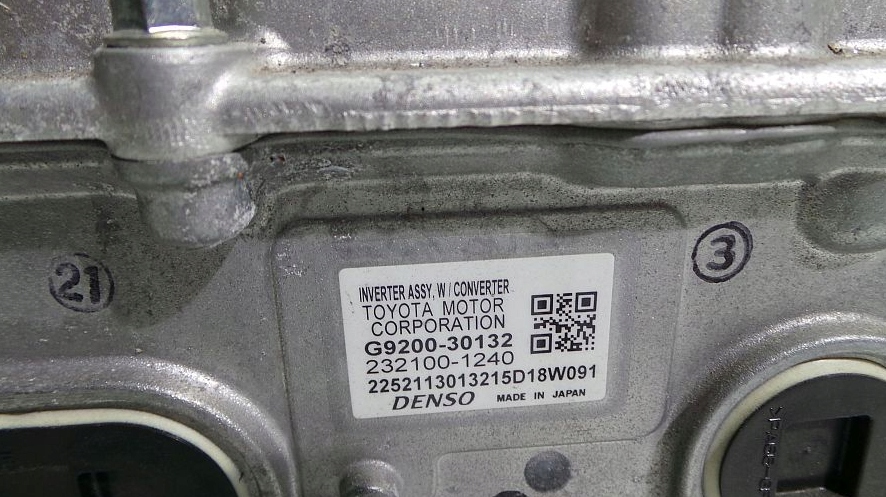 21
3
INVERTER ASSY, W/ CONVERTER
TOYOTA MOTOR
CORPORATION
G9200-30132
232100-1240
2252113013215D18W091
DENSO MADE IN JAPAN